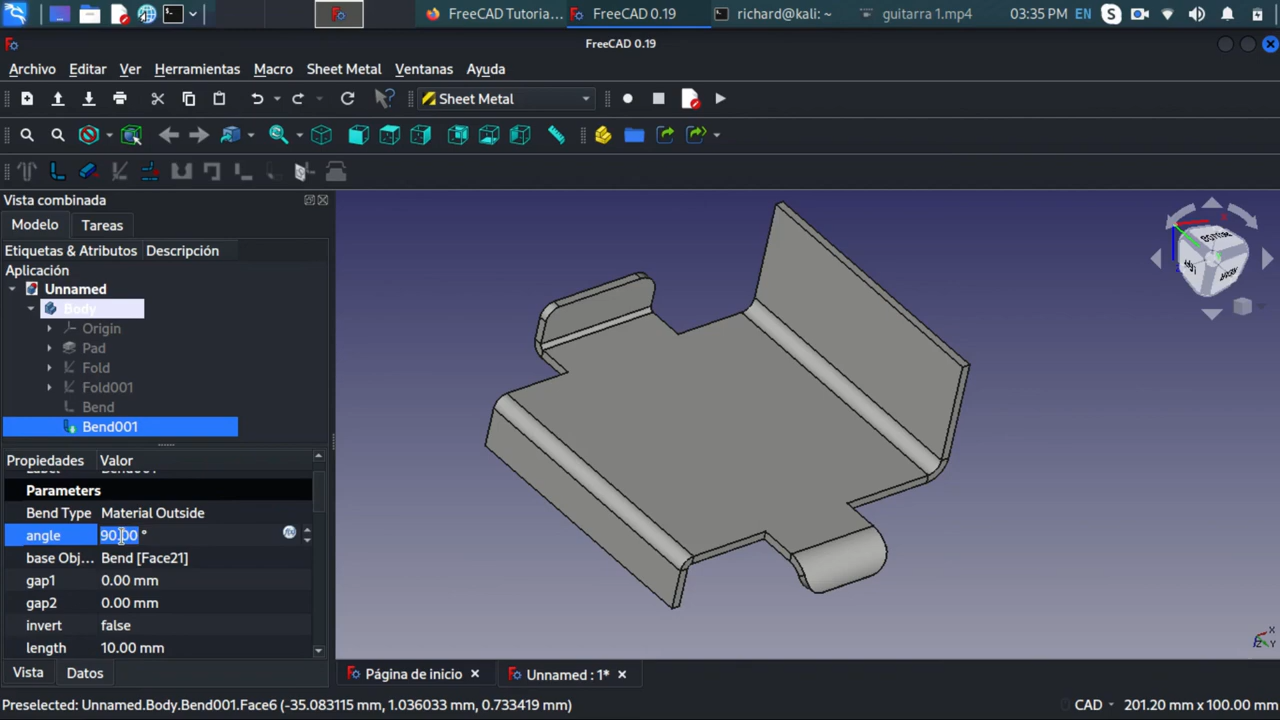 FreeCAD Tutoria...
FreeCAD 0.19
richard@kali: ~
guitarra 1.mp4
03:35 PM EN
FreeCAD 0.19
Archivo Editar Ver Herramientas Macro Sheet Metal Ventanas Ayuda
Sheet Metal
Vista combinada
Modelo Tareas
Etiquetas & Atributos Descripción
Aplicación
Unnamed
Body
Origin
Pad
Fold
Fold001
Bend
Bend001
Propiedades Valor
Parameters
Bend Type Material Outside
angle 90.00 °
base Obj... Bend [Face21]
gap1 0.00 mm
gap2 0.00 mm
invert false
length 10.00 mm
Vista Datos
Página de inicio
Unnamed : 1*
Preselected: Unnamed.Body.Bend001.Face6 (-35.083115 mm, 1.036033 mm, 0.733419 mm)
CAD
201.20 mm x 100.00 mm